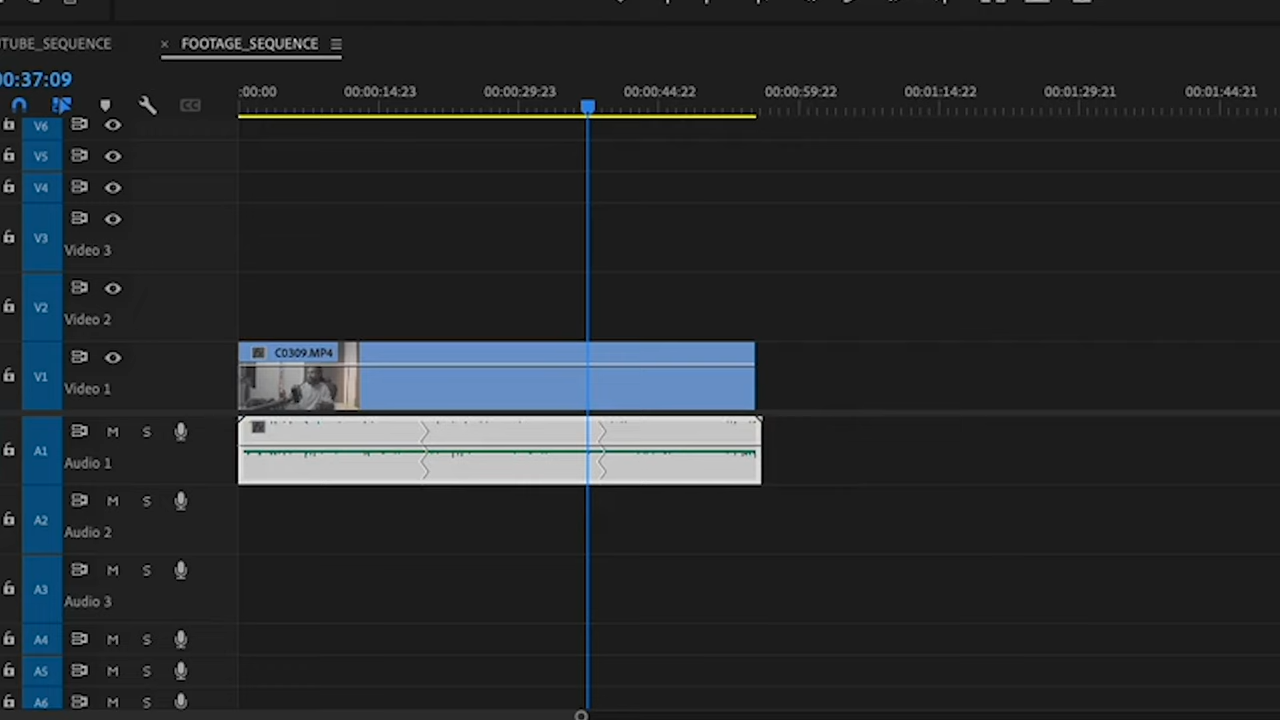 TUBE_SEQUENCE
× FOOTAGE_SEQUENCE
00:37:09
:00:00 00:00:14:23 00:00:29:23 00:00:44:22 00:00:59:22 00:01:14:22 00:01:29:21 00:01:44:21
CC
V6
V5
V4
V3
Video 3
V2
Video 2
C0309.MP4
V1
Video 1
M S
A1
Audio 1
M S
A2
Audio 2
M S
A3
Audio 3
A4 M S
A5 M S
A6 M S